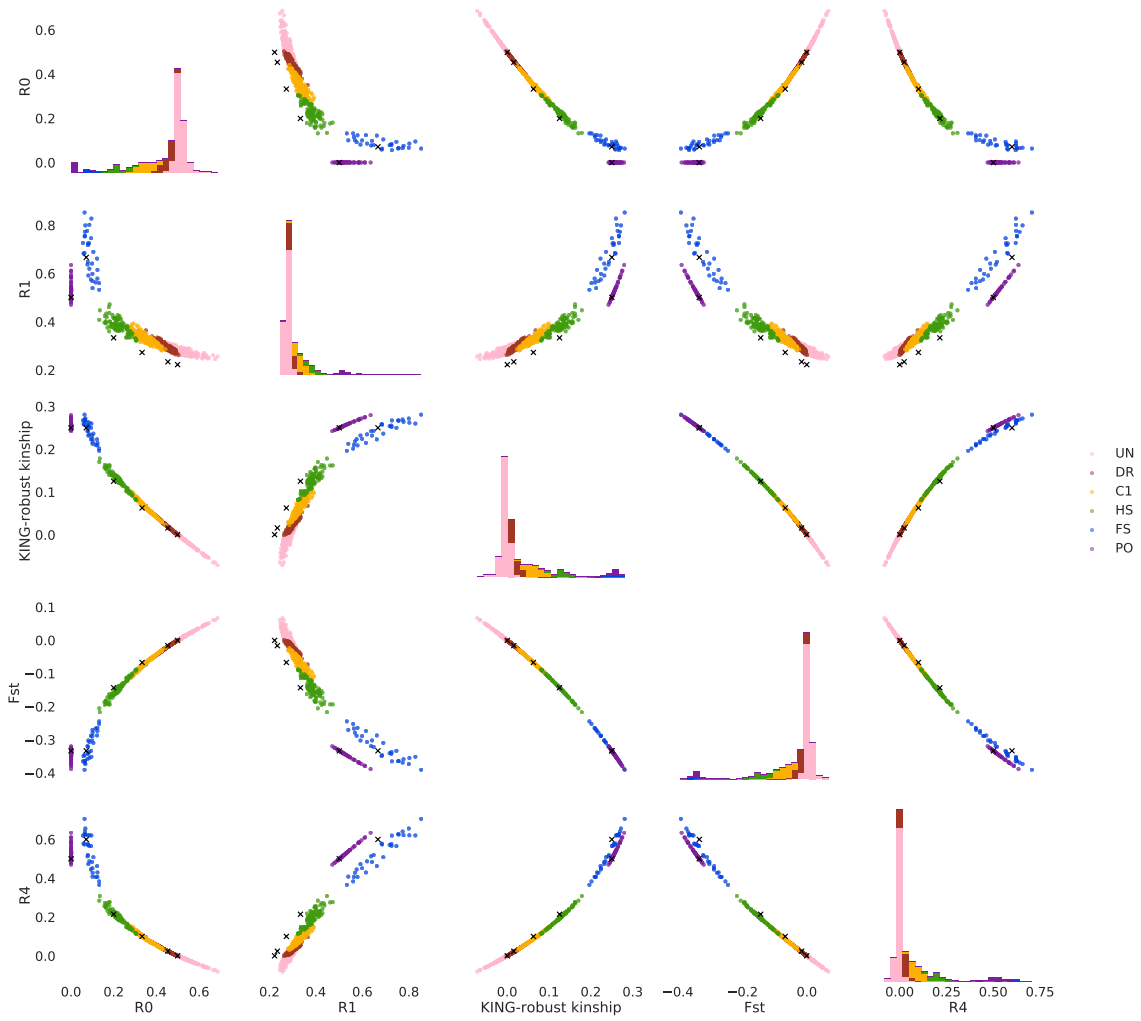 0.6
0.4
0.2
0.0
R0
0.8
0.6
0.4
0.2
R1
0.3
0.2
0.1
0.0
KING-robust kinship
UN
DR
C1
HS
FS
PO
0.1
0.0
−0.1
−0.2
−0.3
−0.4
Fst
0.6
0.4
0.2
0.0
R4
0.0 0.2 0.4 0.6
0.2 0.4 0.6 0.8
0.0 0.1 0.2 0.3
−0.4 −0.2 0.0
0.00 0.25 0.50 0.75
R0 R1 KING-robust kinship Fst R4